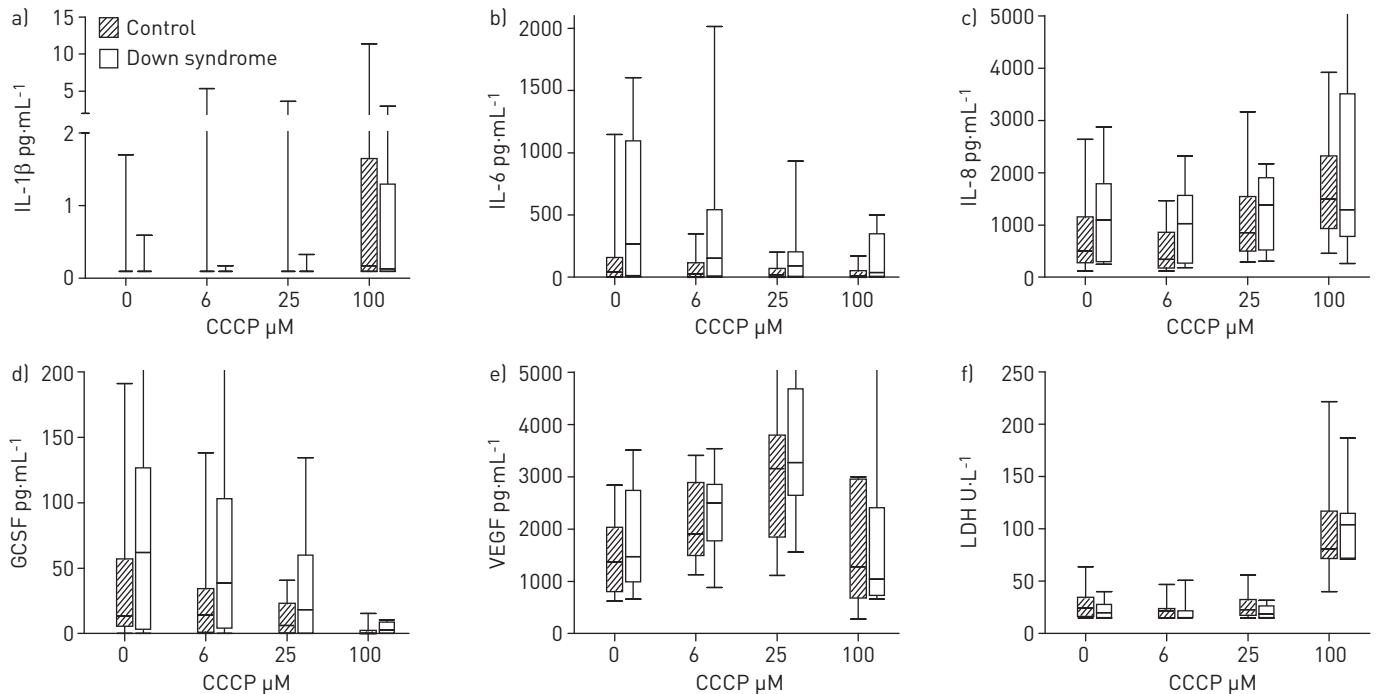 a)
15
10
5
2
1
0
IL-1β pg·mL-1
Control
Down syndrome
0 6 25 100
CCCP µM
b)
2000
1500
1000
500
0
IL-6 pg·mL-1
0 6 25 100
CCCP µM
c)
5000
4000
3000
2000
1000
0
IL-8 pg·mL-1
0 6 25 100
CCCP µM
d)
200
150
100
50
0
GCSF pg·mL-1
0 6 25 100
CCCP µM
e)
5000
4000
3000
2000
1000
0
VEGF pg·mL-1
0 6 25 100
CCCP µM
f)
250
200
150
100
50
0
LDH U·L-1
0 6 25 100
CCCP µM